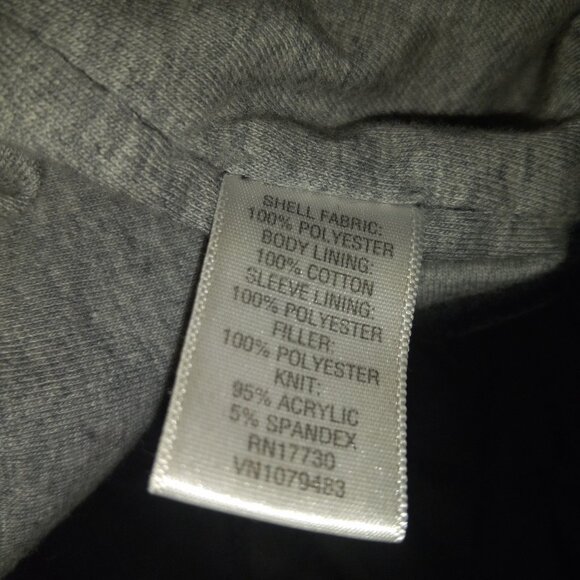 SHELL FABRIC:
100% POLYESTER
BODY LINING:
100% COTTON
SLEEVE LINING:
100% POLYESTER
FILLER:
100% POLYESTER
KNIT:
95% ACRYLIC
5% SPANDEX
RN17730
VN1079483